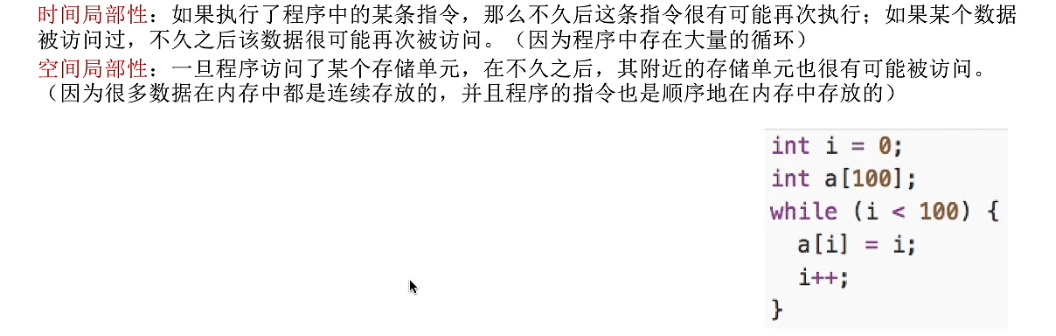 时间局部性：如果执行了程序中的某条指令，那么不久后这条指令很有可能再次执行；如果某个数据
被访问过，不久之后该数据很可能再次被访问。（因为程序中存在大量的循环）
空间局部性：一旦程序访问了某个存储单元，在不久之后，其附近的存储单元也很有可能被访问。
（因为很多数据在内存中都是连续存放的，并且程序的指令也是顺序地在内存中存放的）
int i = 0;
int a[100];
while (i < 100) {
  a[i] = i;
  i++;
}